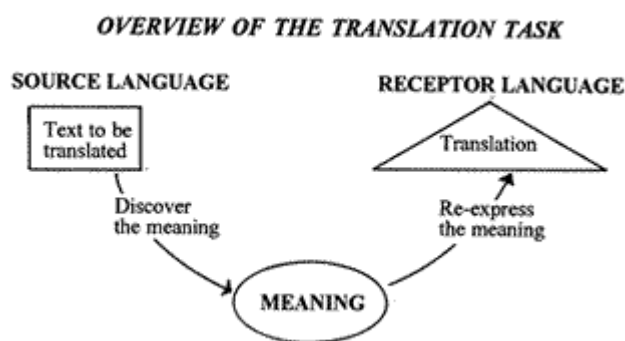 OVERVIEW OF THE TRANSLATION TASK
SOURCE LANGUAGE
RECEPTOR LANGUAGE
Text to be
translated
Translation
Discover
the meaning
Re-express
the meaning
MEANING